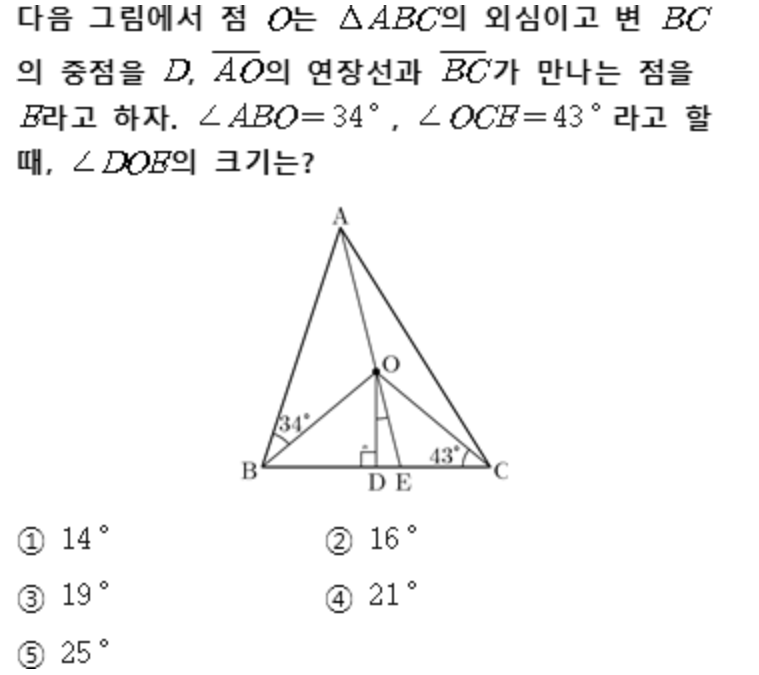 다음 그림에서 점 O는 △ABC의 외심이고 변 BC
의 중점을 D, AO의 연장선과 BC가 만나는 점을
E라고 하자. ∠ABO=34°, ∠OCE=43°라고 할
때, ∠DOE의 크기는?
A
O
34°
43°
B
D E
C
① 14°
② 16°
③ 19°
④ 21°
⑤ 25°